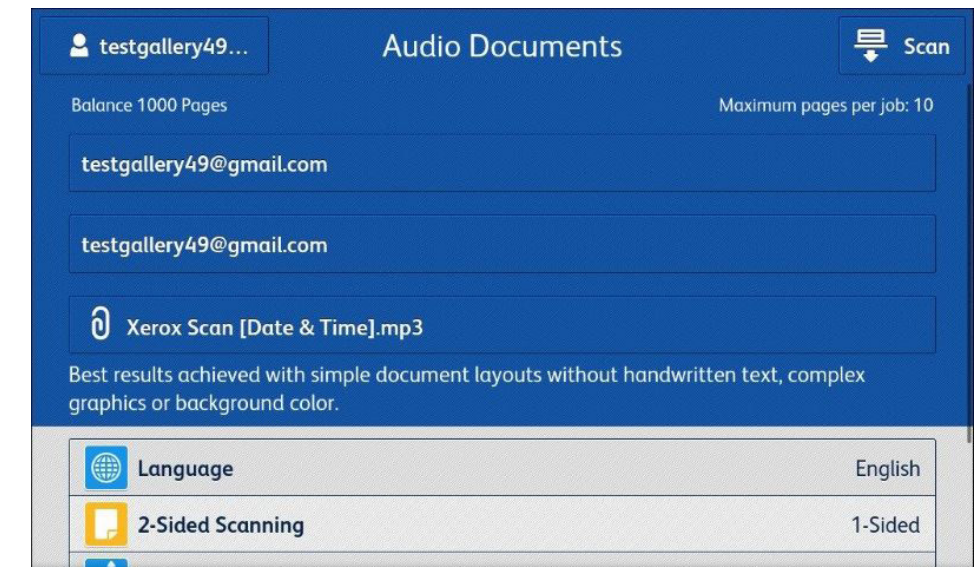 testgallery49... Audio Documents Scan
Balance 1000 Pages Maximum pages per job: 10
testgallery49@gmail.com
testgallery49@gmail.com
Xerox Scan [Date & Time].mp3
Best results achieved with simple document layouts without handwritten text, complex
graphics or background color.
Language English
2-Sided Scanning 1-Sided